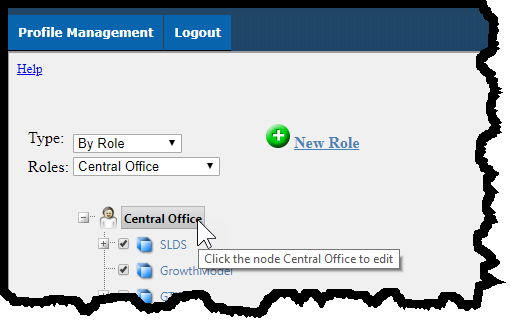 Profile Management Logout
Help
Type: By Role
New Role
Roles: Central Office
Central Office
SLDS
Click the node Central Office to edit
GrowthModel